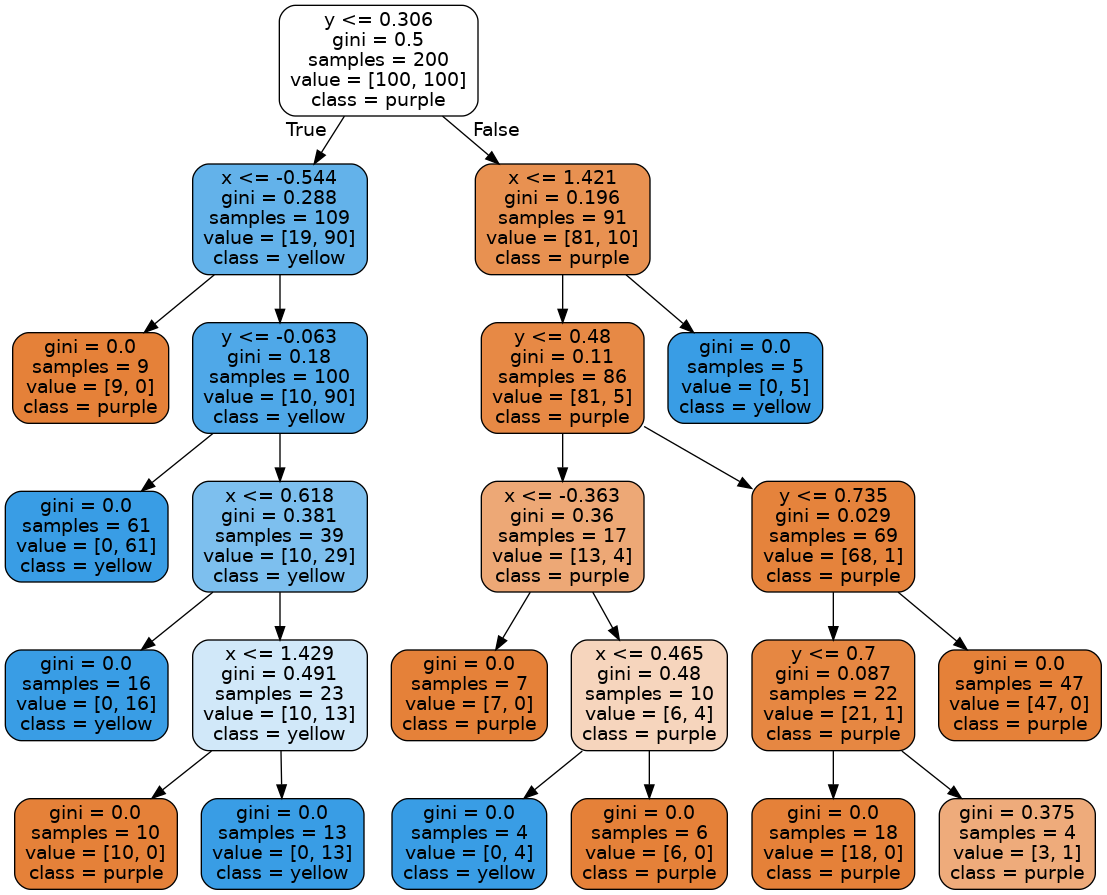 y <= 0.306
gini = 0.5
samples = 200
value = [100, 100]
class = purple
True
False
x <= -0.544
gini = 0.288
samples = 109
value = [19, 90]
class = yellow
x <= 1.421
gini = 0.196
samples = 91
value = [81, 10]
class = purple
gini = 0.0
samples = 9
value = [9, 0]
class = purple
y <= -0.063
gini = 0.18
samples = 100
value = [10, 90]
class = yellow
y <= 0.48
gini = 0.11
samples = 86
value = [81, 5]
class = purple
gini = 0.0
samples = 5
value = [0, 5]
class = yellow
gini = 0.0
samples = 61
value = [0, 61]
class = yellow
x <= 0.618
gini = 0.381
samples = 39
value = [10, 29]
class = yellow
x <= -0.363
gini = 0.36
samples = 17
value = [13, 4]
class = purple
y <= 0.735
gini = 0.029
samples = 69
value = [68, 1]
class = purple
gini = 0.0
samples = 16
value = [0, 16]
class = yellow
x <= 1.429
gini = 0.491
samples = 23
value = [10, 13]
class = yellow
gini = 0.0
samples = 7
value = [7, 0]
class = purple
x <= 0.465
gini = 0.48
samples = 10
value = [6, 4]
class = purple
y <= 0.7
gini = 0.087
samples = 22
value = [21, 1]
class = purple
gini = 0.0
samples = 47
value = [47, 0]
class = purple
gini = 0.0
samples = 10
value = [10, 0]
class = purple
gini = 0.0
samples = 13
value = [0, 13]
class = yellow
gini = 0.0
samples = 4
value = [0, 4]
class = yellow
gini = 0.0
samples = 6
value = [6, 0]
class = purple
gini = 0.0
samples = 18
value = [18, 0]
class = purple
gini = 0.375
samples = 4
value = [3, 1]
class = purple